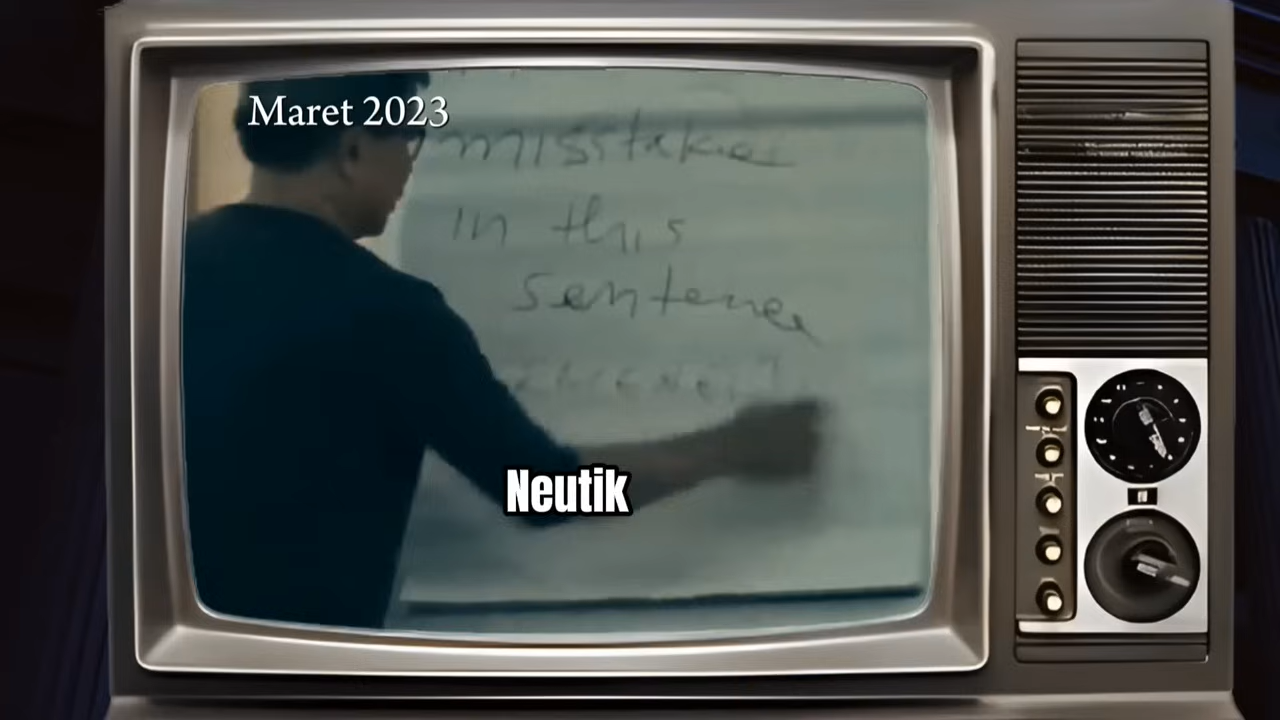 Maret 2023
misstake
in this
sentence
Neutik